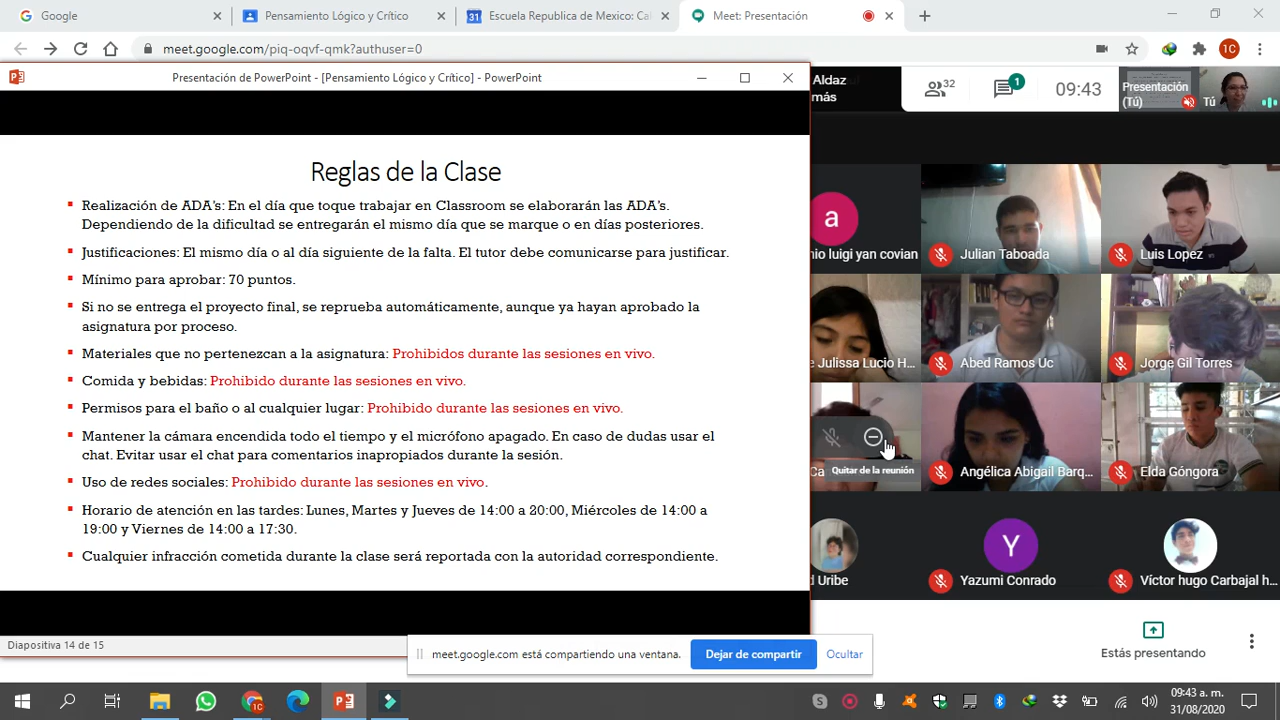 Google
Pensamiento Lógico y Crítico
Escuela Republica de Mexico: Cal
Meet: Presentación
meet.google.com/piq-oqvf-qmk?authuser=0
1C
Presentación de PowerPoint - [Pensamiento Lógico y Crítico] - PowerPoint
Aldaz
más
32
1
09:43
Presentación
(Tú)
Tú
Reglas de la Clase
Realización de ADA's: En el día que toque trabajar en Classroom se elaborarán las ADA's.
Dependiendo de la dificultad se entregarán el mismo día que se marque o en días posteriores.
Justificaciones: El mismo día o al día siguiente de la falta. El tutor debe comunicarse para justificar.
Mínimo para aprobar: 70 puntos.
Si no se entrega el proyecto final, se reprueba automáticamente, aunque ya hayan aprobado la
asignatura por proceso.
Materiales que no pertenezcan a la asignatura: Prohibidos durante las sesiones en vivo.
Comida y bebidas: Prohibido durante las sesiones en vivo.
Permisos para el baño o al cualquier lugar: Prohibido durante las sesiones en vivo.
Mantener la cámara encendida todo el tiempo y el micrófono apagado. En caso de dudas usar el
chat. Evitar usar el chat para comentarios inapropiados durante la sesión.
Uso de redes sociales: Prohibido durante las sesiones en vivo.
Horario de atención en las tardes: Lunes, Martes y Jueves de 14:00 a 20:00, Miércoles de 14:00 a
19:00 y Viernes de 14:00 a 17:30.
Cualquier infracción cometida durante la clase será reportada con la autoridad correspondiente.
a
nio luigi yan covian
Julian Taboada
Luis Lopez
e Julissa Lucio H...
Abed Ramos Uc
Jorge Gil Torres
Ca
Quitar de la reunión
Angélica Abigail Barq...
Elda Góngora
Y
d Uribe
Yazumi Conrado
Víctor hugo Carbajal h...
Diapositiva 14 de 15
meet.google.com está compartiendo una ventana.
Dejar de compartir
Ocultar
Estás presentando
09:43 a. m.
31/08/2020